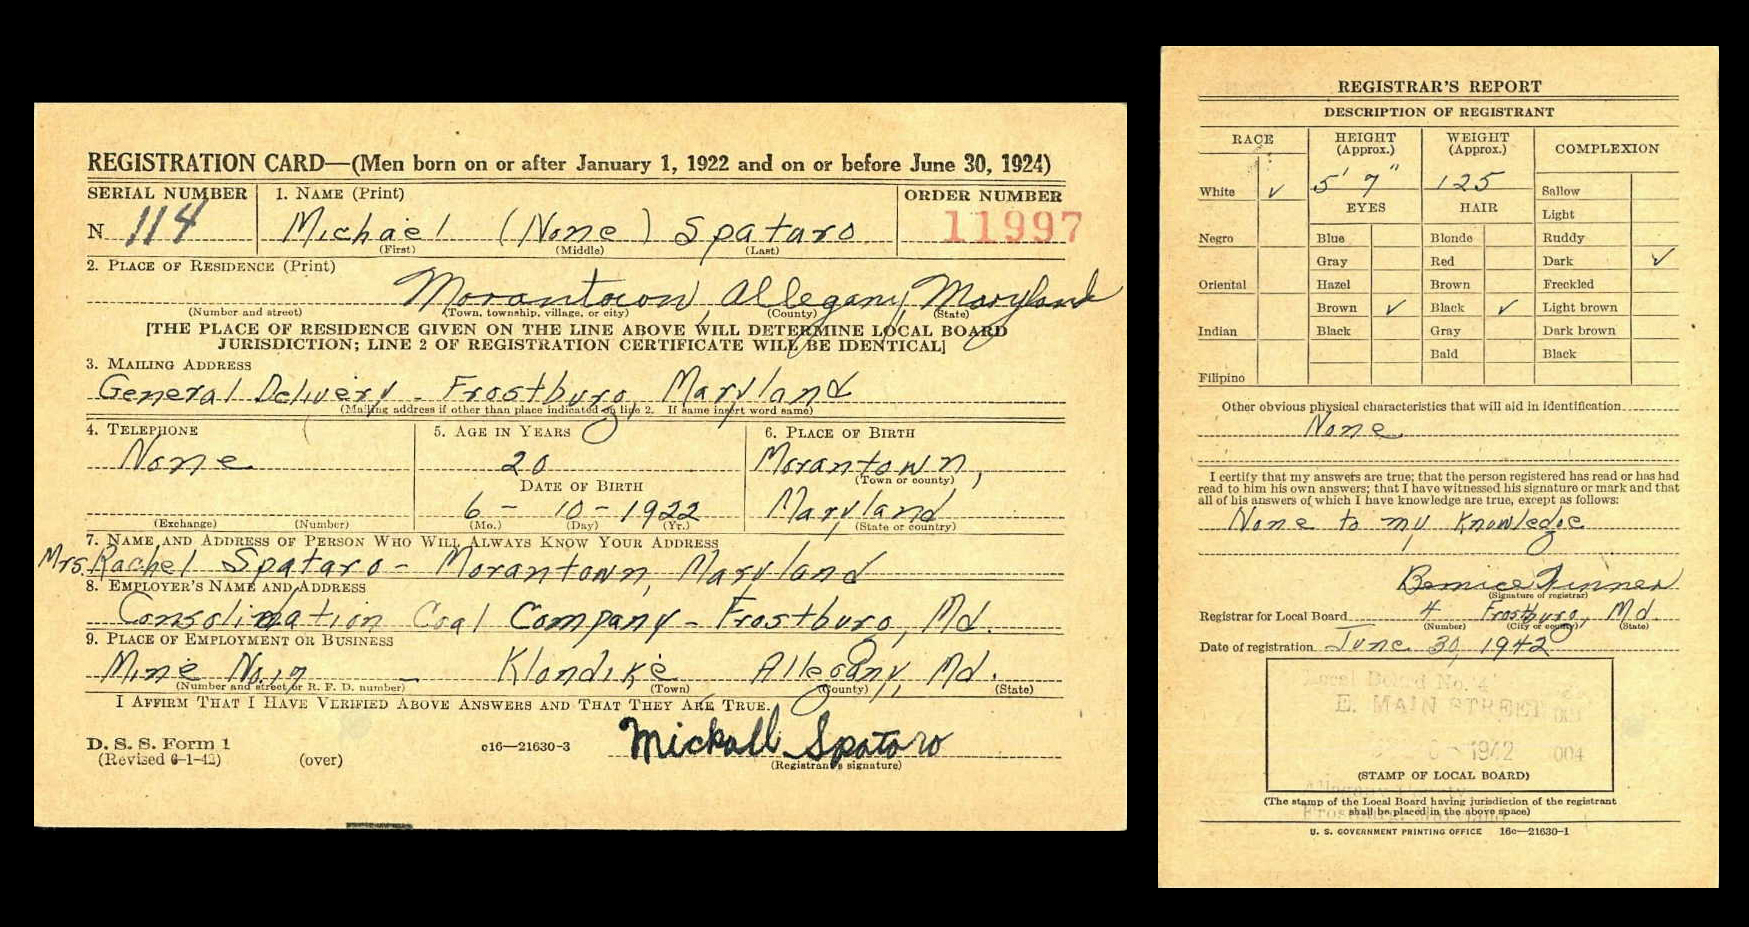 REGISTRATION CARD—(Men born on or after January 1, 1922 and on or before June 30, 1924)
SERIAL NUMBER 1. NAME (Print) ORDER NUMBER
N 114 Michael (None) Spataro 11997
(First) (Middle) (Last)
2. PLACE OF RESIDENCE (Print)
Morantown, Allegany, Maryland
(Number and street) (Town, township, village, or city) (County) (State)
[THE PLACE OF RESIDENCE GIVEN ON THE LINE ABOVE WILL DETERMINE LOCAL BOARD
JURISDICTION; LINE 2 OF REGISTRATION CERTIFICATE WILL BE IDENTICAL]
3. MAILING ADDRESS
General Delivery - Frostburg, Maryland
(Mailing address if other than place indicated on line 2. If same insert word same)
4. TELEPHONE 5. AGE IN YEARS 6. PLACE OF BIRTH
None 20 Morantown,
(Town or county)
DATE OF BIRTH
6 - 10 - 1922 Maryland
(Exchange) (Number) (Mo.) (Day) (Yr.) (State or country)
7. NAME AND ADDRESS OF PERSON WHO WILL ALWAYS KNOW YOUR ADDRESS
Mrs. Rachel Spataro - Morantown, Maryland
8. EMPLOYER'S NAME AND ADDRESS
Coal Company - Frostburg, Md.
9. PLACE OF EMPLOYMENT OR BUSINESS
Mine No. 17 - Klondike, Allegany, Md.
(Number and street or R. F. D. number) (Town) (County) (State)
I AFFIRM THAT I HAVE VERIFIED ABOVE ANSWERS AND THAT THEY ARE TRUE.
Mickall Spataro
D. S. S. Form 1 c16—21630-3
(Revised 6-1-42) (over) (Registrant's signature)
REGISTRAR'S REPORT
DESCRIPTION OF REGISTRANT
RACE HEIGHT (Approx.) WEIGHT (Approx.) COMPLEXION
White ✓ 5' 7" 125 Sallow
EYES HAIR Light
Negro Blue Blonde Ruddy
Gray Red Dark ✓
Oriental Hazel Brown Freckled
Brown ✓ Black ✓ Light brown
Indian Black Gray Dark brown
Bald Black
Filipino
Other obvious physical characteristics that will aid in identification
None
I certify that my answers are true; that the person registered has read or has had
read to him his own answers; that I have witnessed his signature or mark and that
all of his answers of which I have knowledge are true, except as follows:
None to my Knowledge
Bernice
(Signature of registrar)
Registrar for Local Board 4 Frostburg, Md.
(Number) (City or county) (State)
Date of registration June 30, 1942
Local Board No. 4
E. MAIN STREET
1942 004
(STAMP OF LOCAL BOARD)
(The stamp of the Local Board having jurisdiction of the registrant
shall be placed in the above space)
U. S. GOVERNMENT PRINTING OFFICE 16c—21630-1